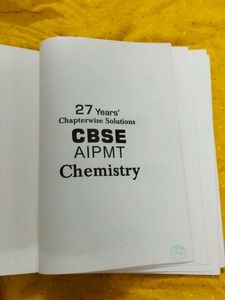 27 Years'
Chapterwise Solutions
CBSE
AIPMT
Chemistry